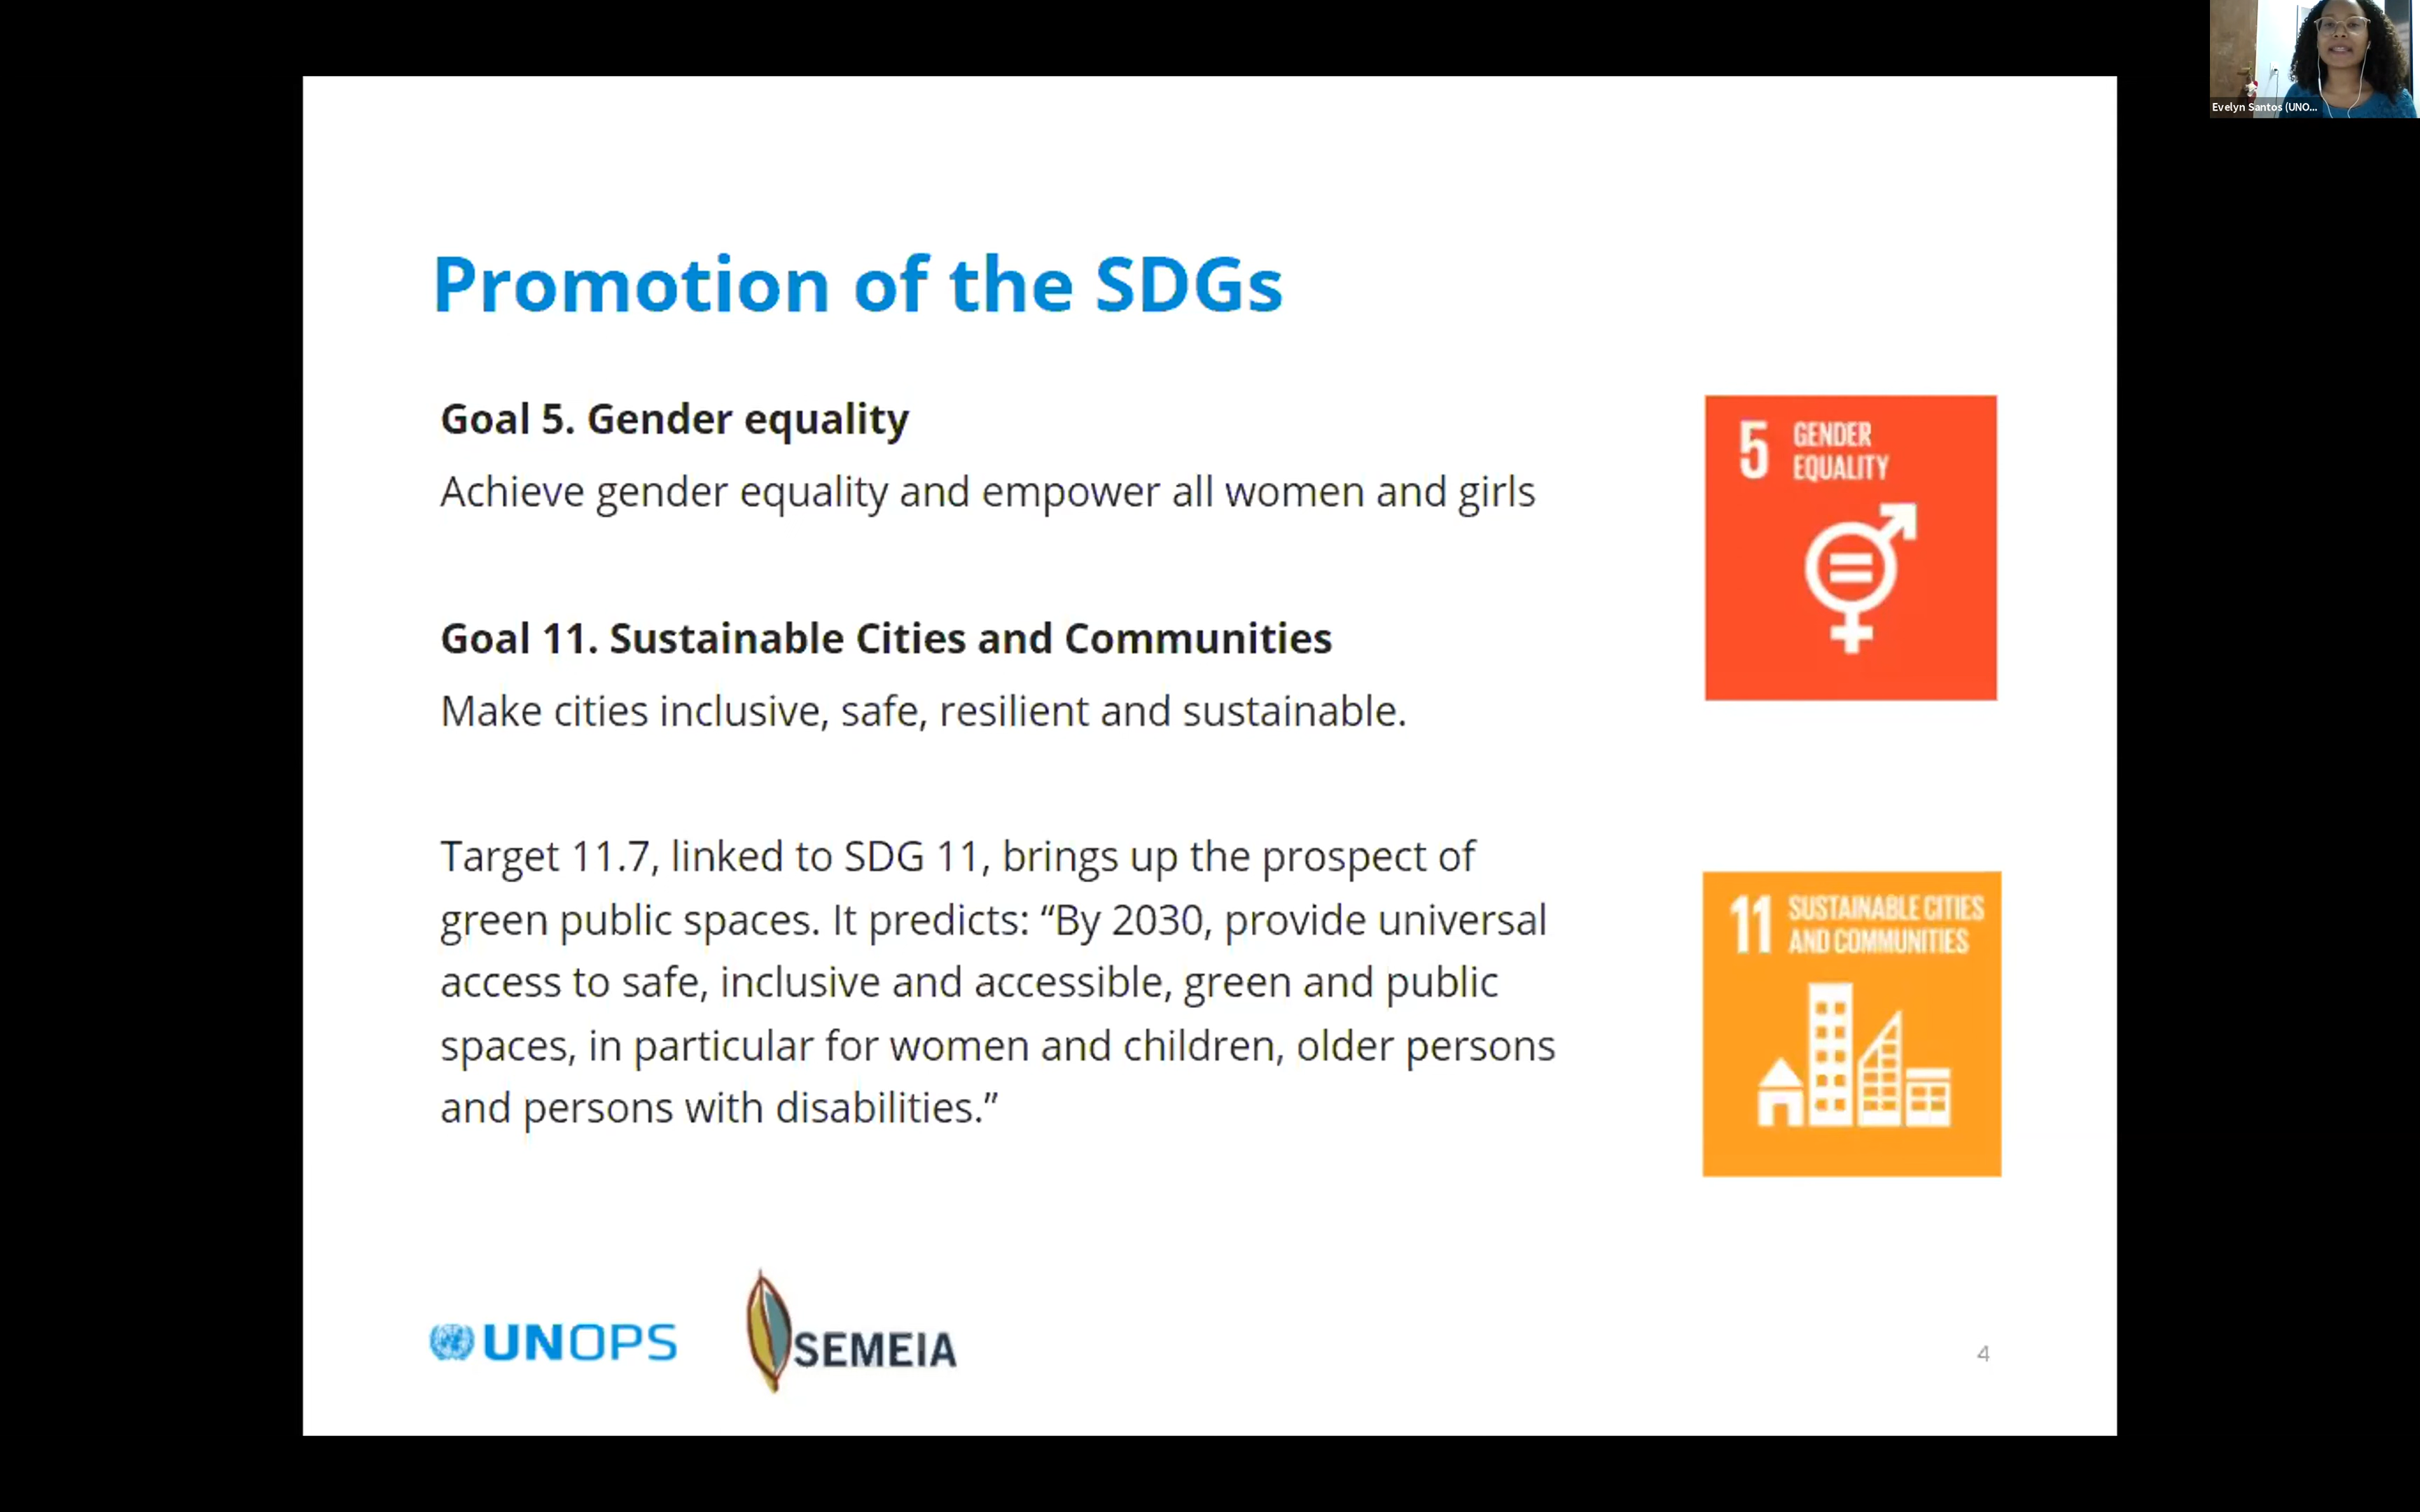 Evelyn Santos (UNO...
Promotion of the SDGs
Goal 5. Gender equality
Achieve gender equality and empower all women and girls
5 GENDER
EQUALITY
Goal 11. Sustainable Cities and Communities
Make cities inclusive, safe, resilient and sustainable.
Target 11.7, linked to SDG 11, brings up the prospect of
green public spaces. It predicts: “By 2030, provide universal
access to safe, inclusive and accessible, green and public
spaces, in particular for women and children, older persons
and persons with disabilities.”
11 SUSTAINABLE CITIES
AND COMMUNITIES
UNOPS
SEMEIA
4